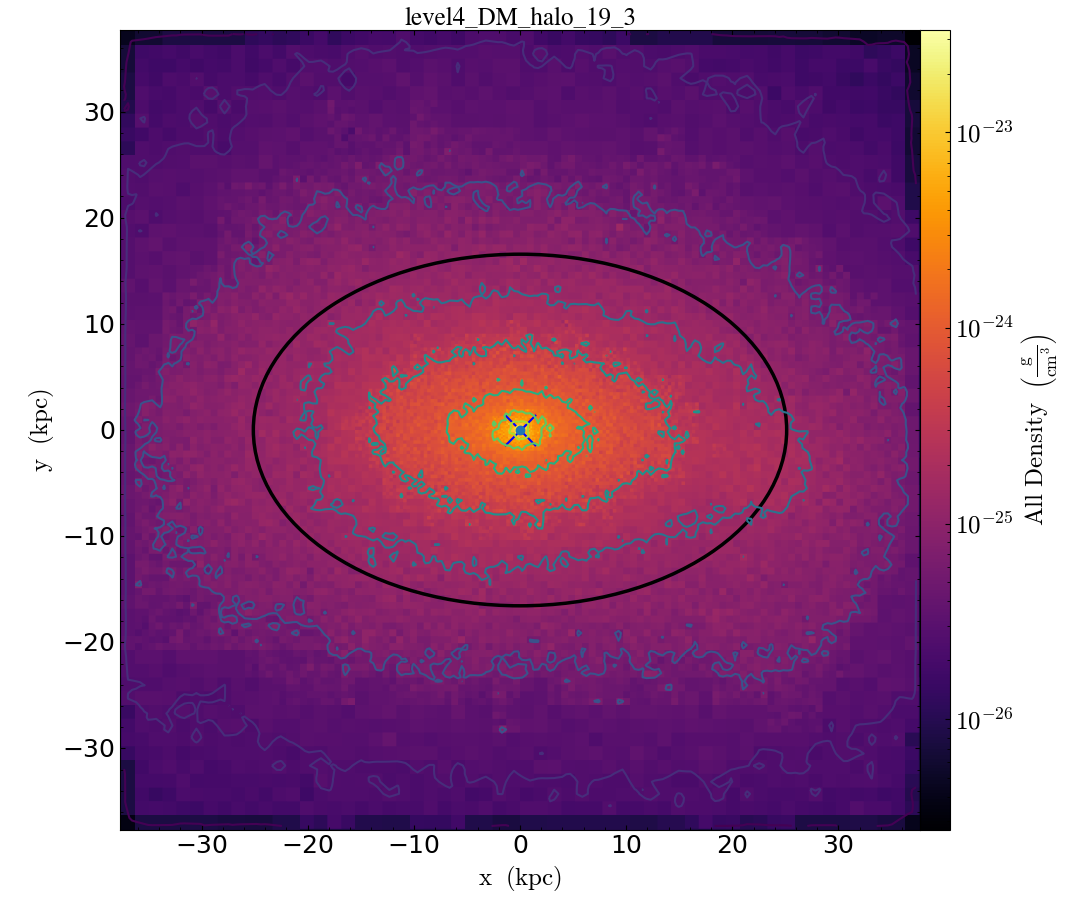 level4_DM_halo_19_3
30
20
10
0
−10
−20
−30
y (kpc)
−30 −20 −10 0 10 20 30
x (kpc)
10^{−23}
10^{−24}
10^{−25}
10^{−26}
All Density (g/cm^3)